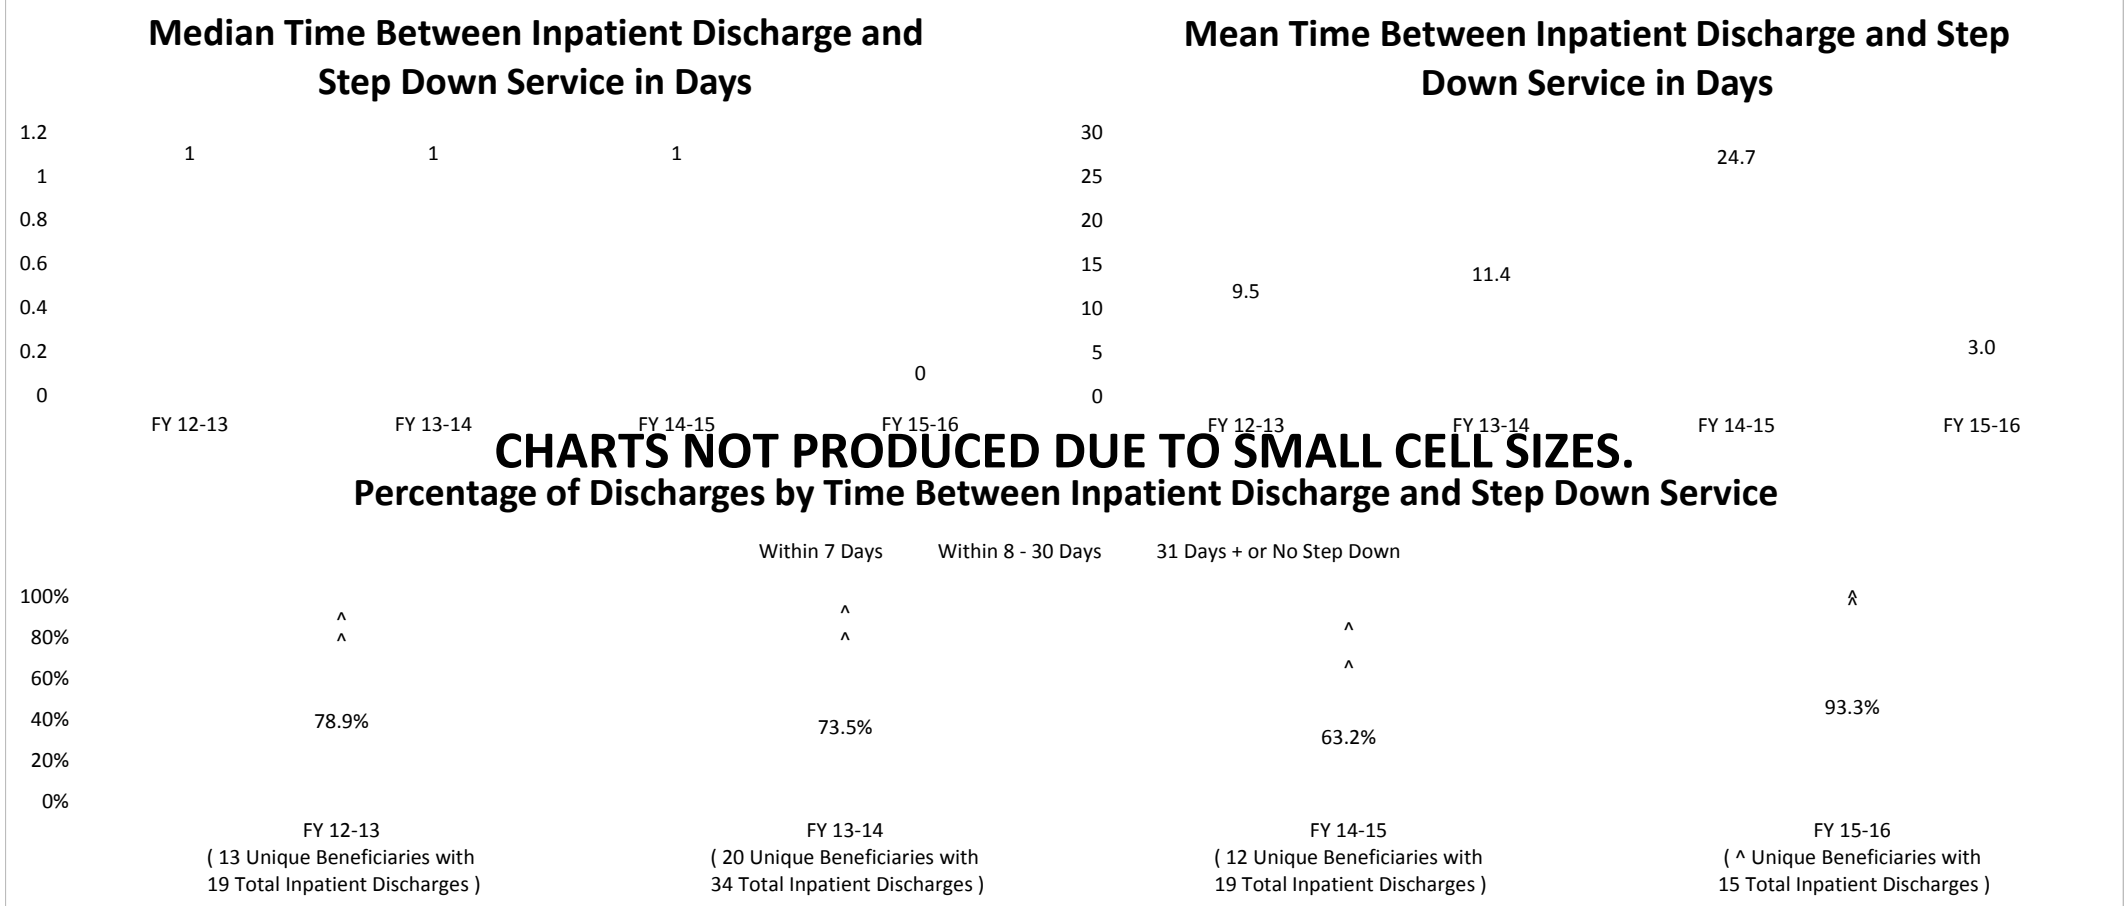 Median Time Between Inpatient Discharge and
Step Down Service in Days
1.2
1
0.8
0.6
0.4
0.2
0
1
1
1
0
FY 12-13
FY 13-14
FY 14-15
FY 15-16
Mean Time Between Inpatient Discharge and Step
Down Service in Days
30
25
20
15
10
5
0
9.5
11.4
24.7
3.0
FY 12-13
FY 13-14
FY 14-15
FY 15-16
CHARTS NOT PRODUCED DUE TO SMALL CELL SIZES.
Percentage of Discharges by Time Between Inpatient Discharge and Step Down Service
Within 7 Days
Within 8 - 30 Days
31 Days + or No Step Down
100%
80%
60%
40%
20%
0%
^
^
78.9%
^
^
73.5%
^
^
63.2%
^
^
93.3%
FY 12-13
( 13 Unique Beneficiaries with
19 Total Inpatient Discharges )
FY 13-14
( 20 Unique Beneficiaries with
34 Total Inpatient Discharges )
FY 14-15
( 12 Unique Beneficiaries with
19 Total Inpatient Discharges )
FY 15-16
( ^ Unique Beneficiaries with
15 Total Inpatient Discharges )